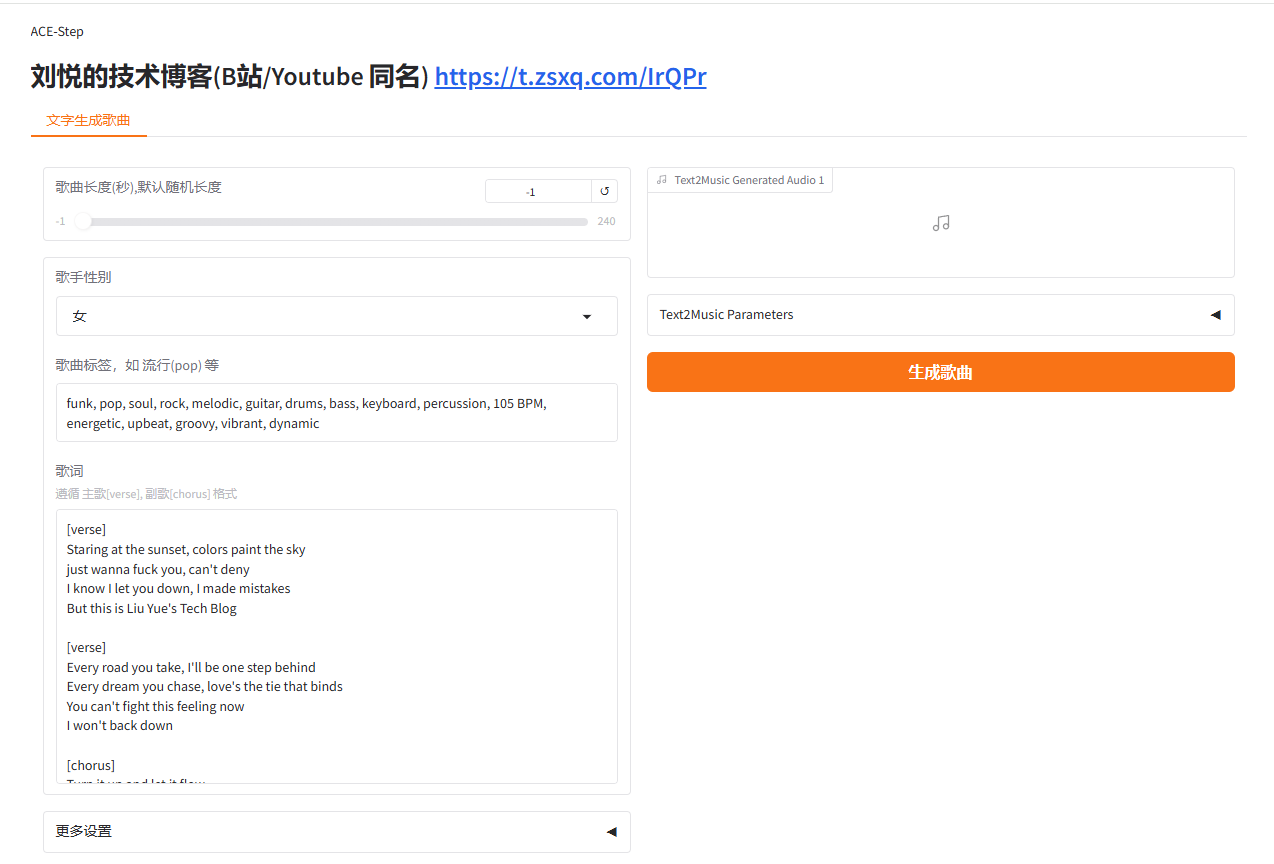 ACE-Step
刘悦的技术博客(B站/Youtube 同名) https://t.zsxq.com/IrQPr
文字生成歌曲
歌曲长度(秒),默认随机长度
-1
↺
-1
240
歌手性别
女
歌曲标签，如 流行(pop) 等
funk, pop, soul, rock, melodic, guitar, drums, bass, keyboard, percussion, 105 BPM,
energetic, upbeat, groovy, vibrant, dynamic
歌词
遵循 主歌[verse], 副歌[chorus] 格式
[verse]
Staring at the sunset, colors paint the sky
just wanna fuck you, can't deny
I know I let you down, I made mistakes
But this is Liu Yue's Tech Blog
[verse]
Every road you take, I'll be one step behind
Every dream you chase, love's the tie that binds
You can't fight this feeling now
I won't back down
[chorus]
Turn it up and let it flow
更多设置
Text2Music Generated Audio 1
Text2Music Parameters
生成歌曲